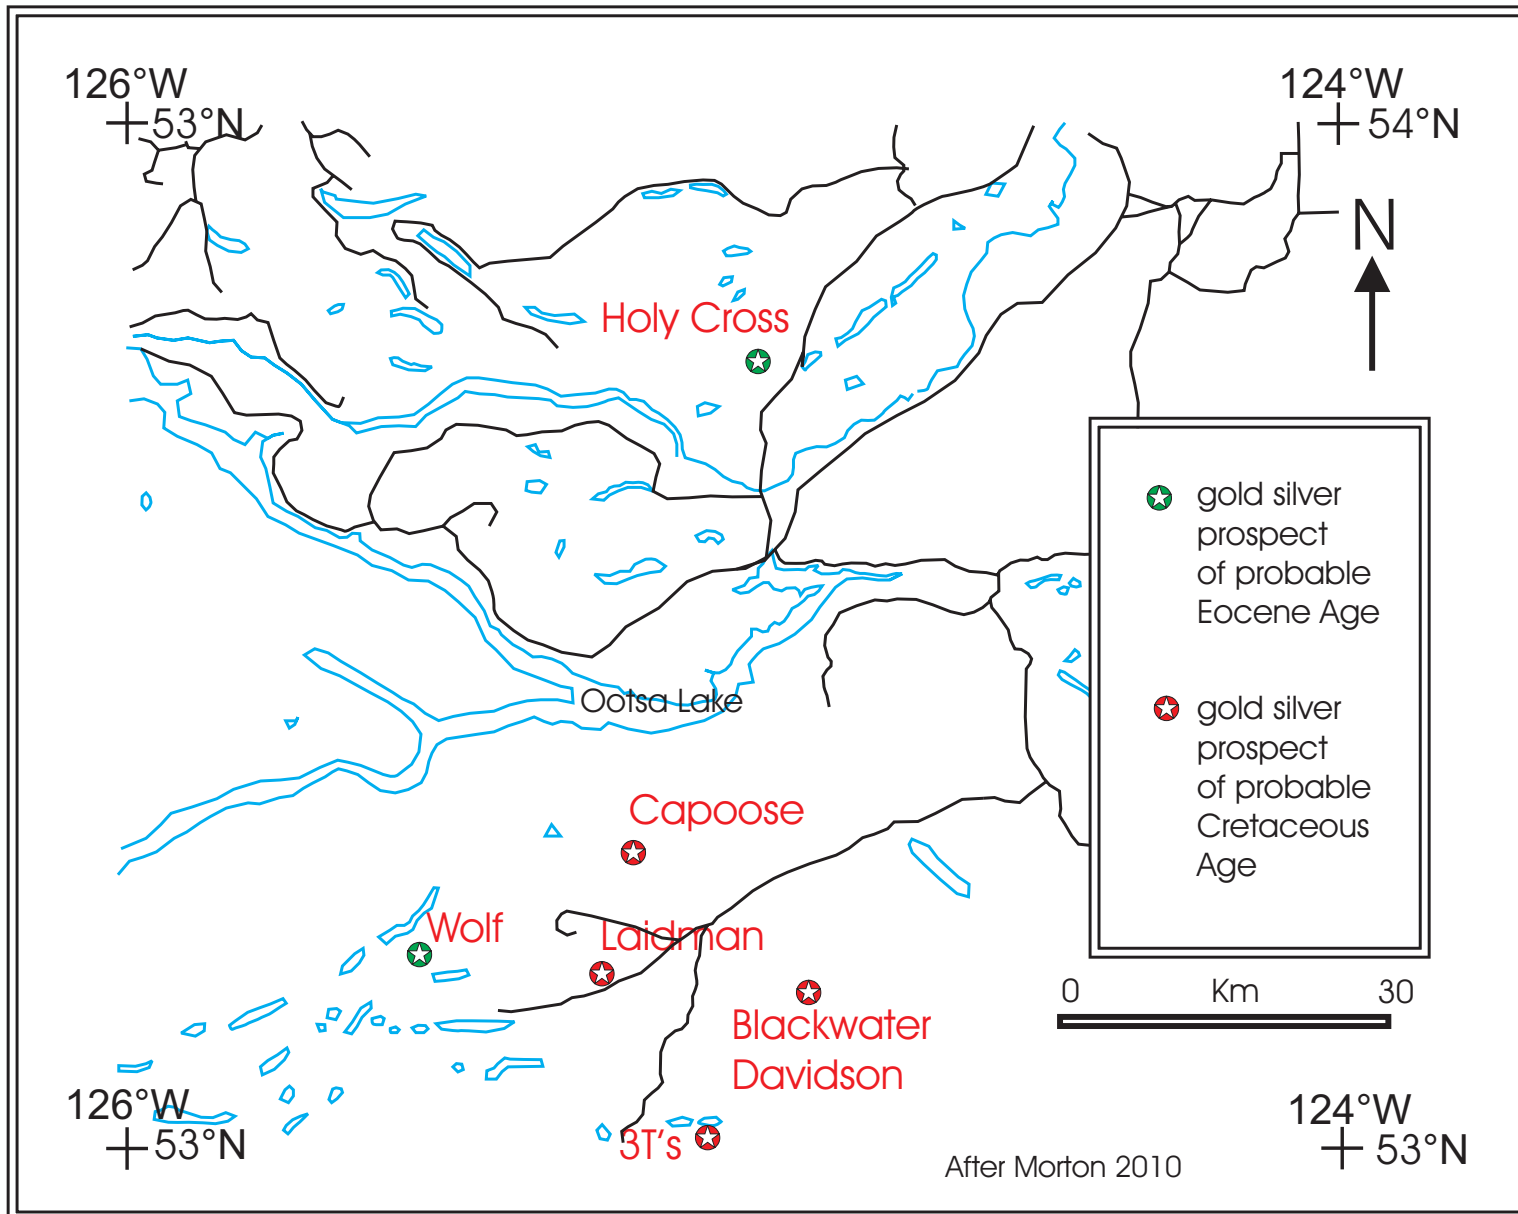 126°W
53°N
124°W
54°N
N
Holy Cross
gold silver
prospect
of probable
Eocene Age
Ootsa Lake
gold silver
prospect
of probable
Cretaceous
Age
Capoose
Wolf
Laidman
0 Km 30
Blackwater
Davidson
126°W
53°N
124°W
53°N
3T's
After Morton 2010